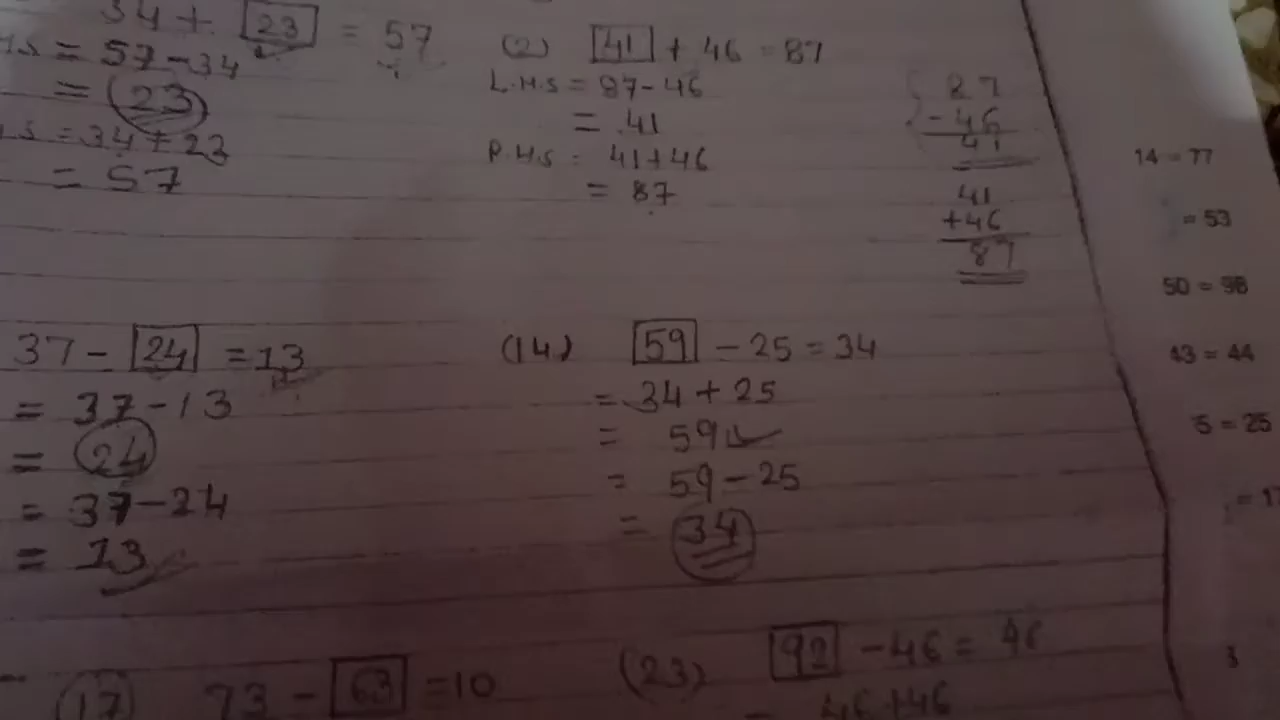 34 + 23 = 57
H.S = 57 - 34
= 23
H.S = 34 + 23
= 57
(2) 41 + 46 = 87
L.H.S = 87 - 46
= 41
R.H.S = 41 + 46
= 87
87
- 46
41
41
+46
87
37 - 24 = 13
= 37 - 13
= 24
= 37 - 24
= 13
(14) 59 - 25 = 34
= 34 + 25
= 59
= 59 - 25
= 34
(17) 73 - 63 = 10
(23) 92 - 46 = 46
= 46 + 46
14 = 77
= 53
50 = 98
43 = 44
5 = 25